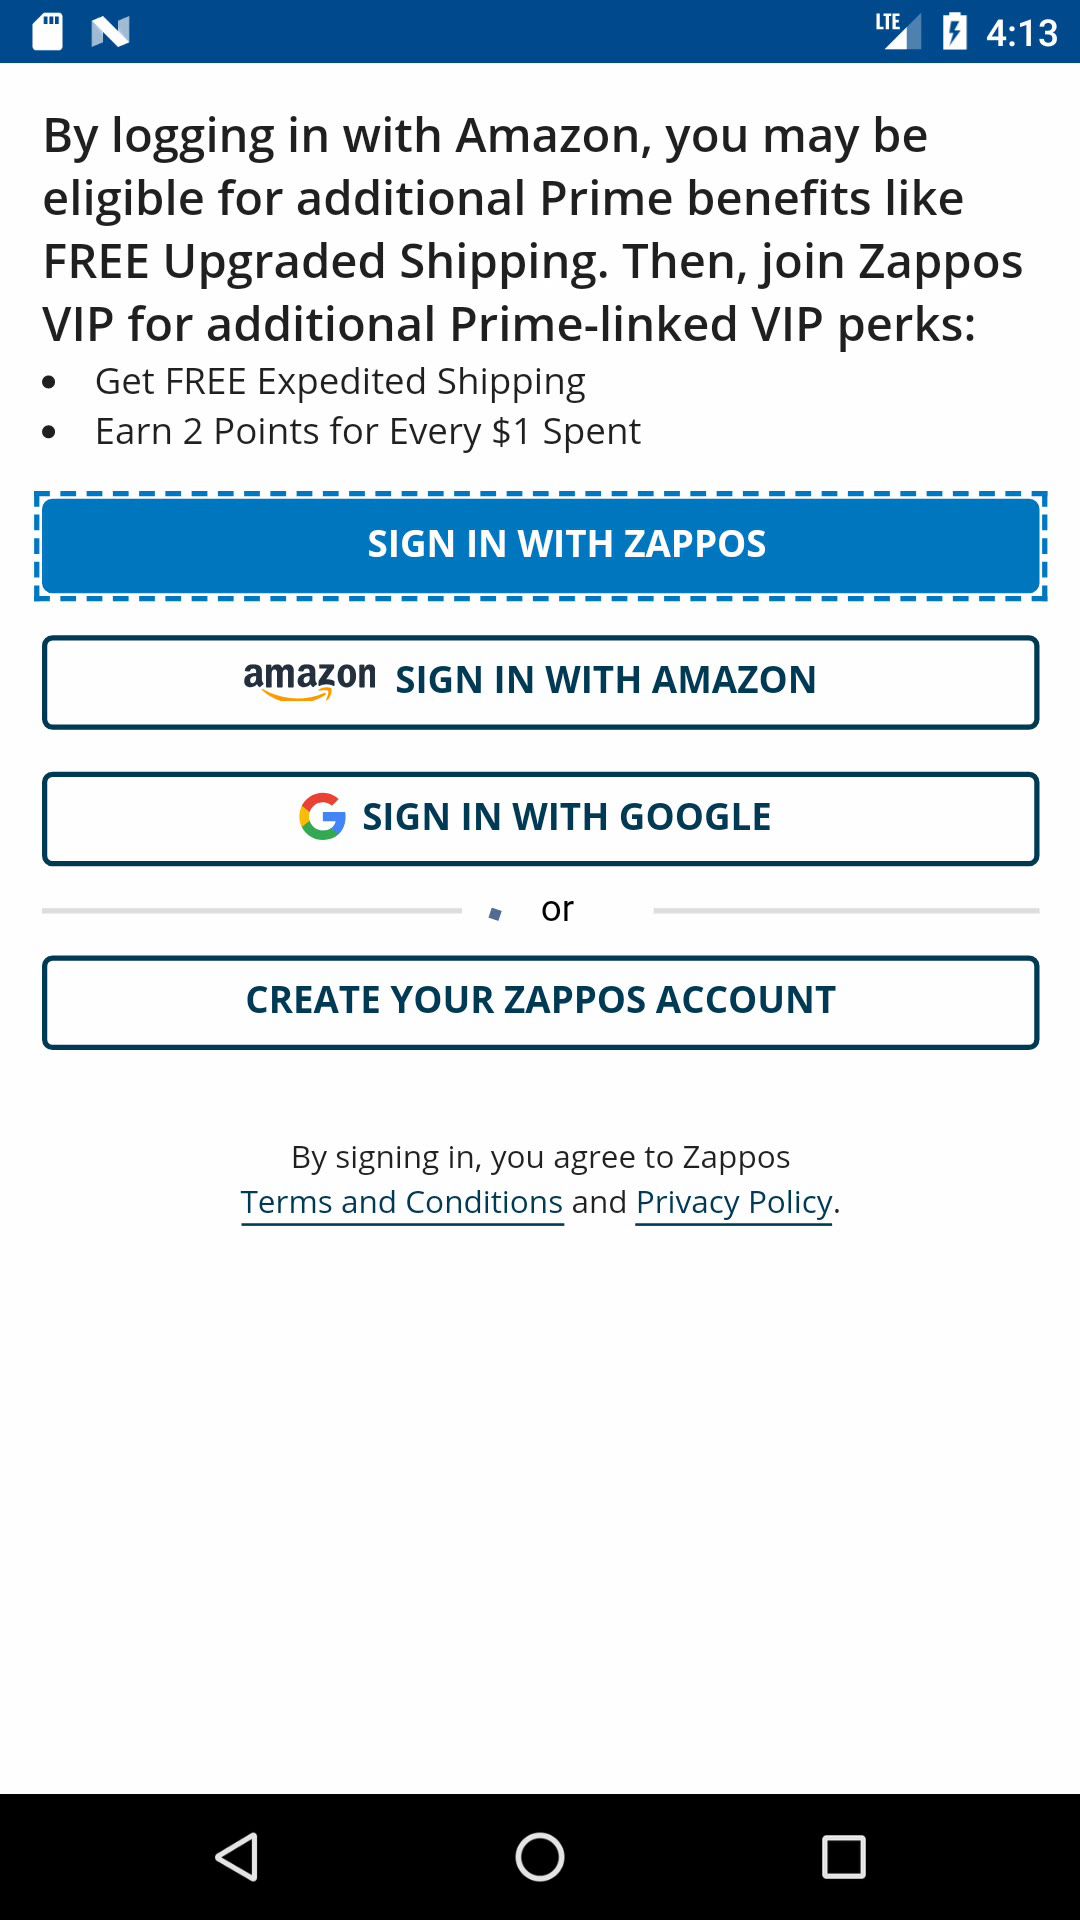 LTE 4:13
By logging in with Amazon, you may be
eligible for additional Prime benefits like
FREE Upgraded Shipping. Then, join Zappos
VIP for additional Prime-linked VIP perks:
• Get FREE Expedited Shipping
• Earn 2 Points for Every $1 Spent
SIGN IN WITH ZAPPOS
amazon SIGN IN WITH AMAZON
SIGN IN WITH GOOGLE
or
CREATE YOUR ZAPPOS ACCOUNT
By signing in, you agree to Zappos
Terms and Conditions and Privacy Policy.